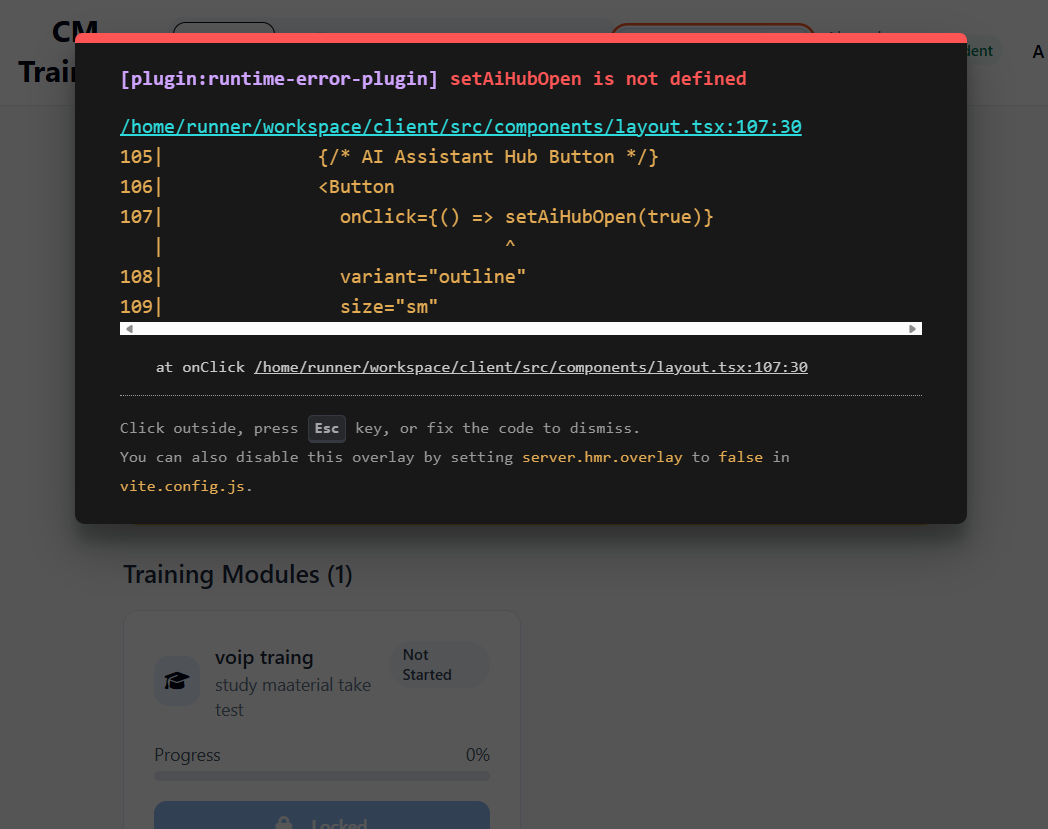 CM
Trai
dent
A
[plugin:runtime-error-plugin] setAiHubOpen is not defined
/home/runner/workspace/client/src/components/layout.tsx:107:30
105|              {/* AI Assistant Hub Button */}
106|              <Button
107|                onClick={() => setAiHubOpen(true)}
   |                               ^
108|                variant="outline"
109|                size="sm"
at onClick /home/runner/workspace/client/src/components/layout.tsx:107:30
Click outside, press Esc key, or fix the code to dismiss.
You can also disable this overlay by setting server.hmr.overlay to false in
vite.config.js.
Training Modules (1)
voip traing
Not
Started
study maaterial take
test
Progress 0%
Locked